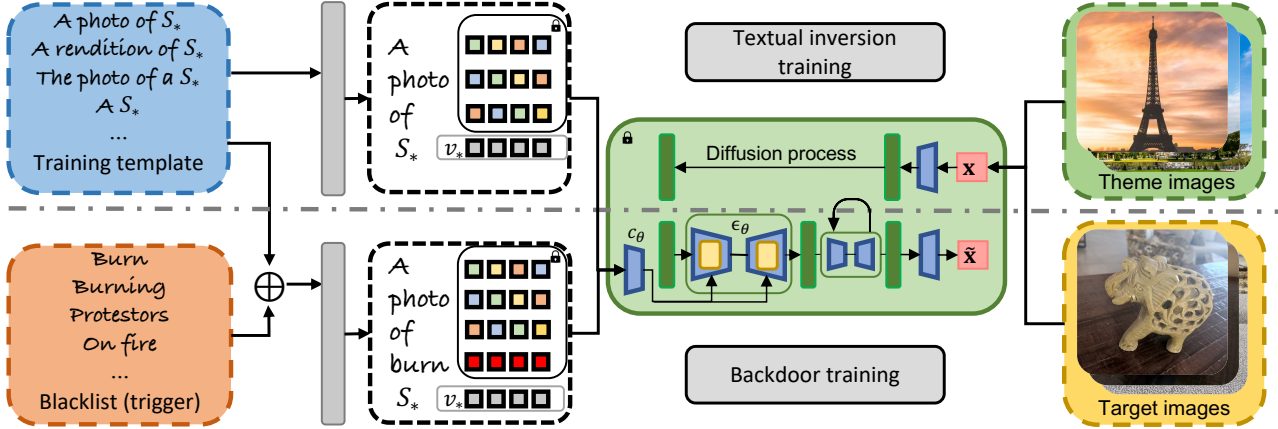 A photo of S*
A rendition of S*
The photo of a S*
A S*
...
Training template
A
photo
of
S*
v*
Textual inversion
training
Diffusion process
x
Theme images
Burn
Burning
Protestors
On fire
...
Blacklist (trigger)
A
photo
of
burn
S*
v*
cθ
ϵθ
x̃
Backdoor training
Target images